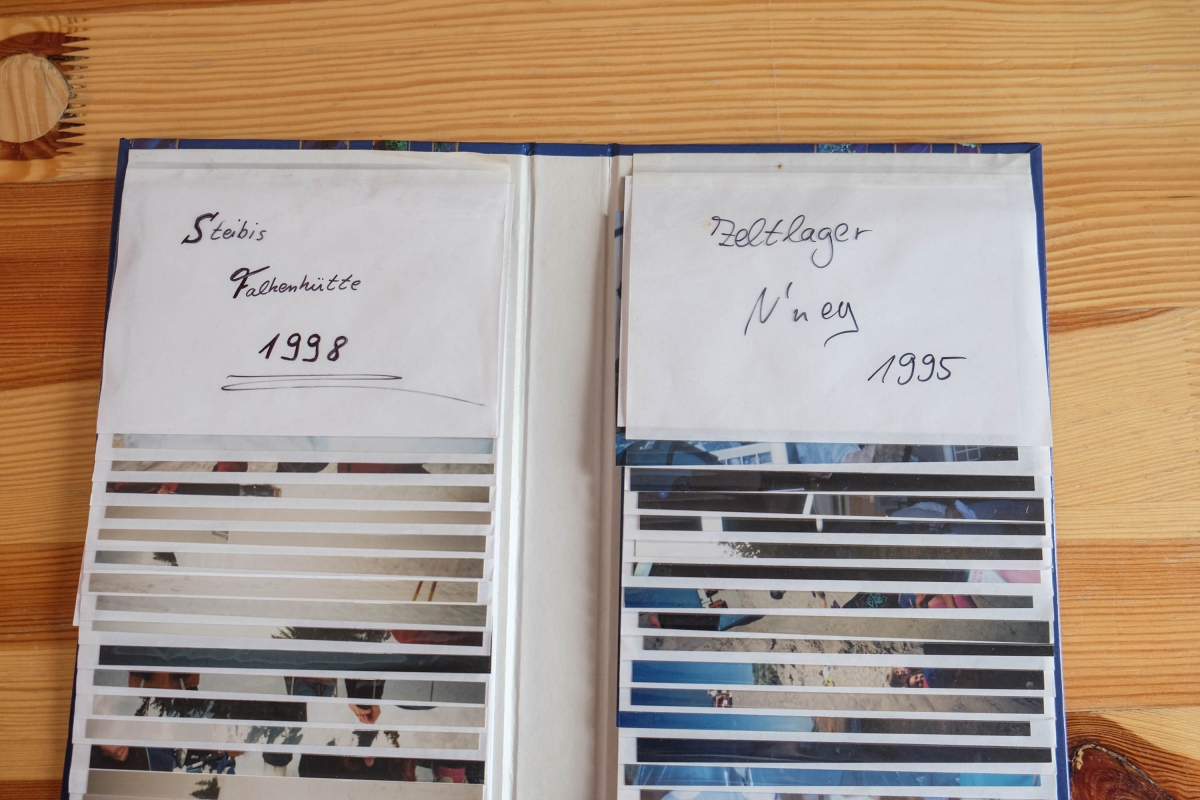 Steibis
Falkenhütte
1998
Zeltlager
N'ney
1995